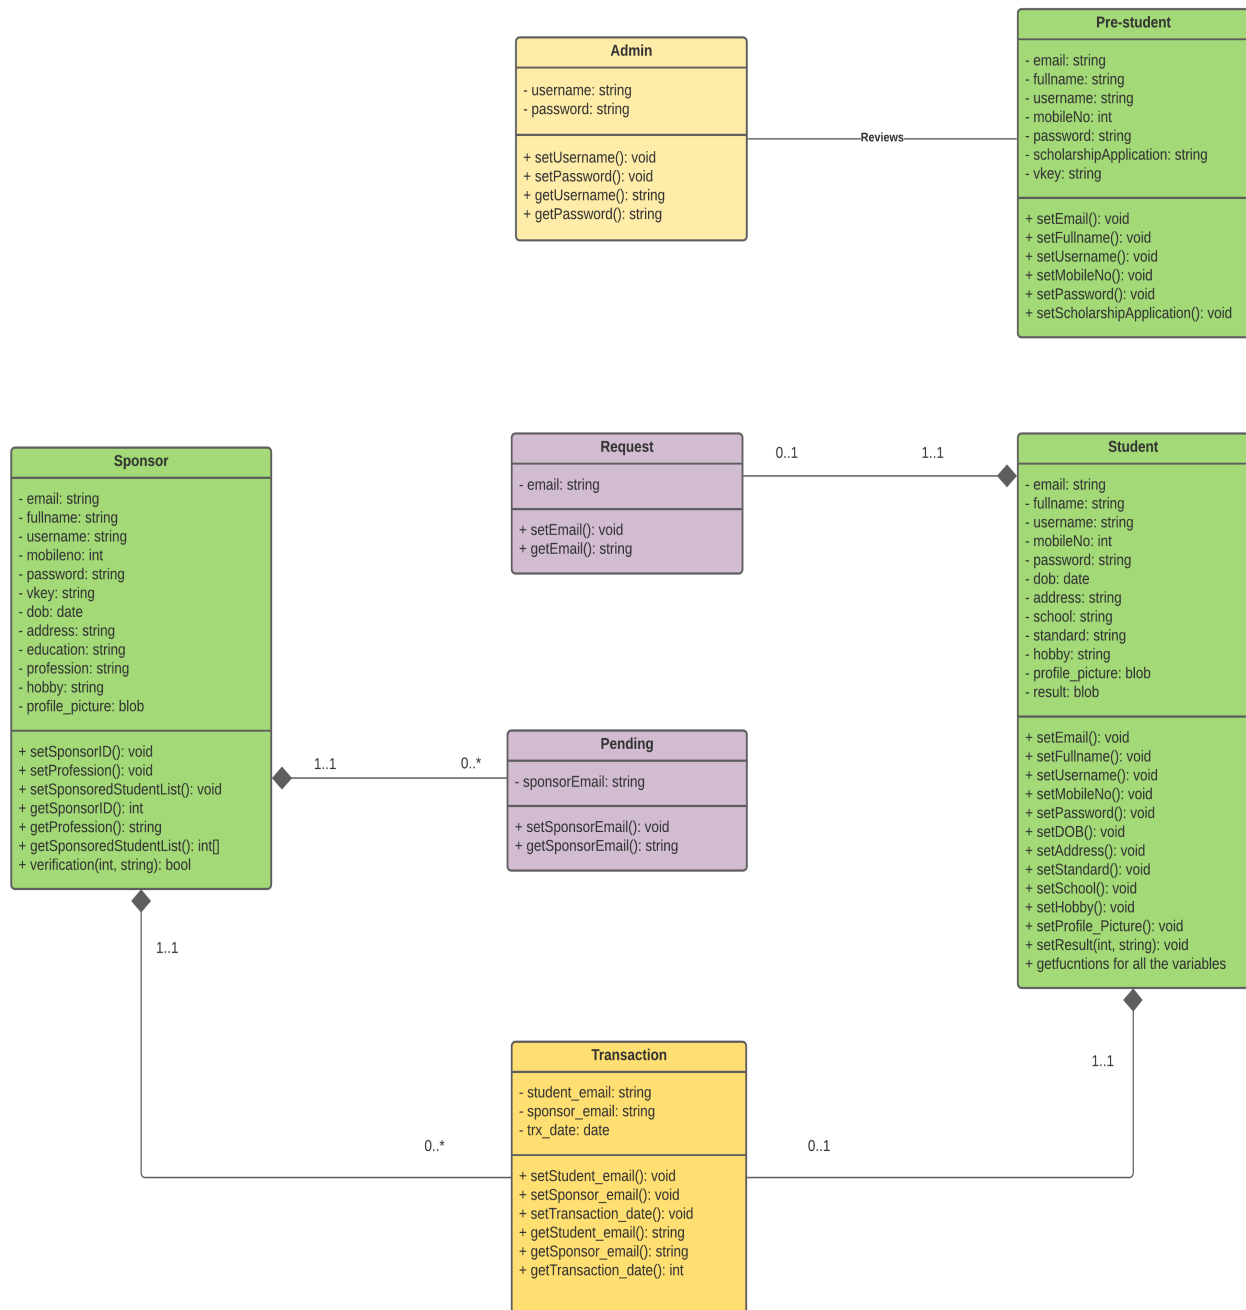 Admin
- username: string
- password: string
+ setUsername(): void
+ setPassword(): void
+ getUsername(): string
+ getPassword(): string
Reviews
Pre-student
- email: string
- fullname: string
- username: string
- mobileNo: int
- password: string
- scholarshipApplication: string
- vkey: string
+ setEmail(): void
+ setFullname(): void
+ setUsername(): void
+ setMobileNo(): void
+ setPassword(): void
+ setScholarshipApplication(): void
Sponsor
- email: string
- fullname: string
- username: string
- mobileno: int
- password: string
- vkey: string
- dob: date
- address: string
- education: string
- profession: string
- hobby: string
- profile_picture: blob
+ setSponsorID(): void
+ setProfession(): void
+ setSponsoredStudentList(): void
+ getSponsorID(): int
+ getProfession(): string
+ getSponsoredStudentList(): int[]
+ verification(int, string): bool
Request
- email: string
+ setEmail(): void
+ getEmail(): string
0..1
1..1
Student
- email: string
- fullname: string
- username: string
- mobileNo: int
- password: string
- dob: date
- address: string
- school: string
- standard: string
- hobby: string
- profile_picture: blob
- result: blob
+ setEmail(): void
+ setFullname(): void
+ setUsername(): void
+ setMobileNo(): void
+ setPassword(): void
+ setDOB(): void
+ setAddress(): void
+ setStandard(): void
+ setSchool(): void
+ setHobby(): void
+ setProfile_Picture(): void
+ setResult(int, string): void
+ getfucntions for all the variables
1..1
0..*
Pending
- sponsorEmail: string
+ setSponsorEmail(): void
+ getSponsorEmail(): string
1..1
0..*
Transaction
- student_email: string
- sponsor_email: string
- trx_date: date
+ setStudent_email(): void
+ setSponsor_email(): void
+ setTransaction_date(): void
+ getStudent_email(): string
+ getSponsor_email(): string
+ getTransaction_date(): int
0..1
1..1